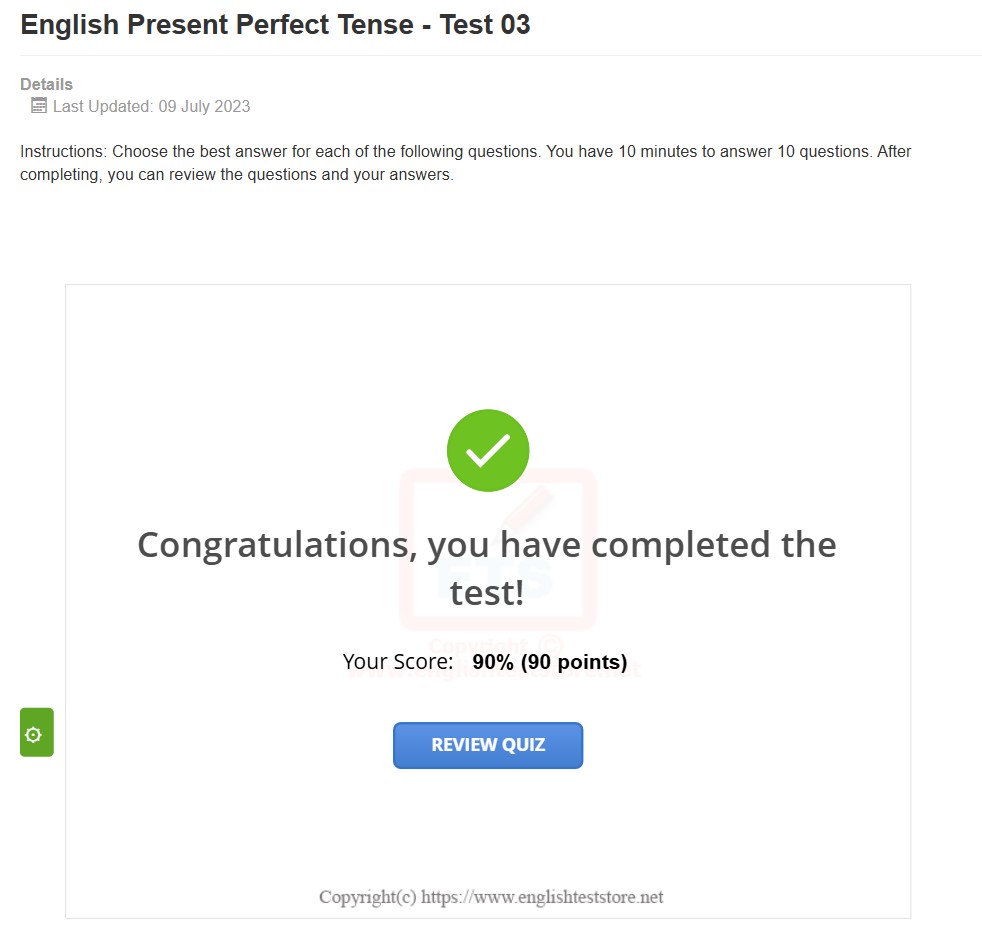 English Present Perfect Tense - Test 03
Details
Last Updated: 09 July 2023
Instructions: Choose the best answer for each of the following questions. You have 10 minutes to answer 10 questions. After
completing, you can review the questions and your answers.
Congratulations, you have completed the
test!
ETS
Copyright ©
Your Score: 90% (90 points)
www.englishteststore.net
REVIEW QUIZ
Copyright(c) https://www.englishteststore.net